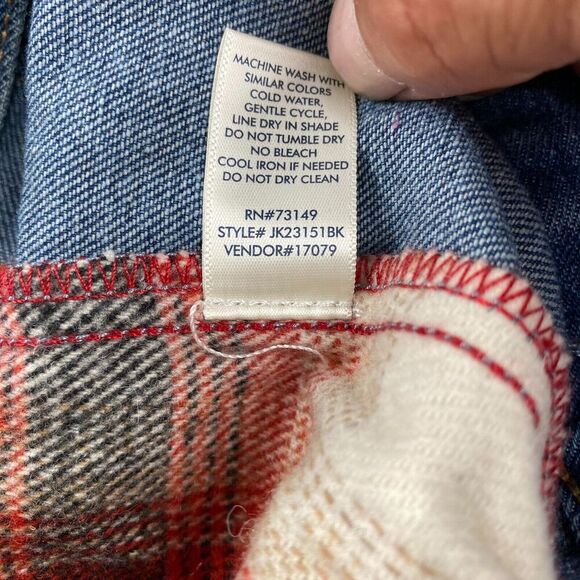 MACHINE WASH WITH
SIMILAR COLORS
COLD WATER,
GENTLE CYCLE,
LINE DRY IN SHADE
DO NOT TUMBLE DRY
NO BLEACH
COOL IRON IF NEEDED
DO NOT DRY CLEAN
RN#73149
STYLE# JK23151BK
VENDOR#17079